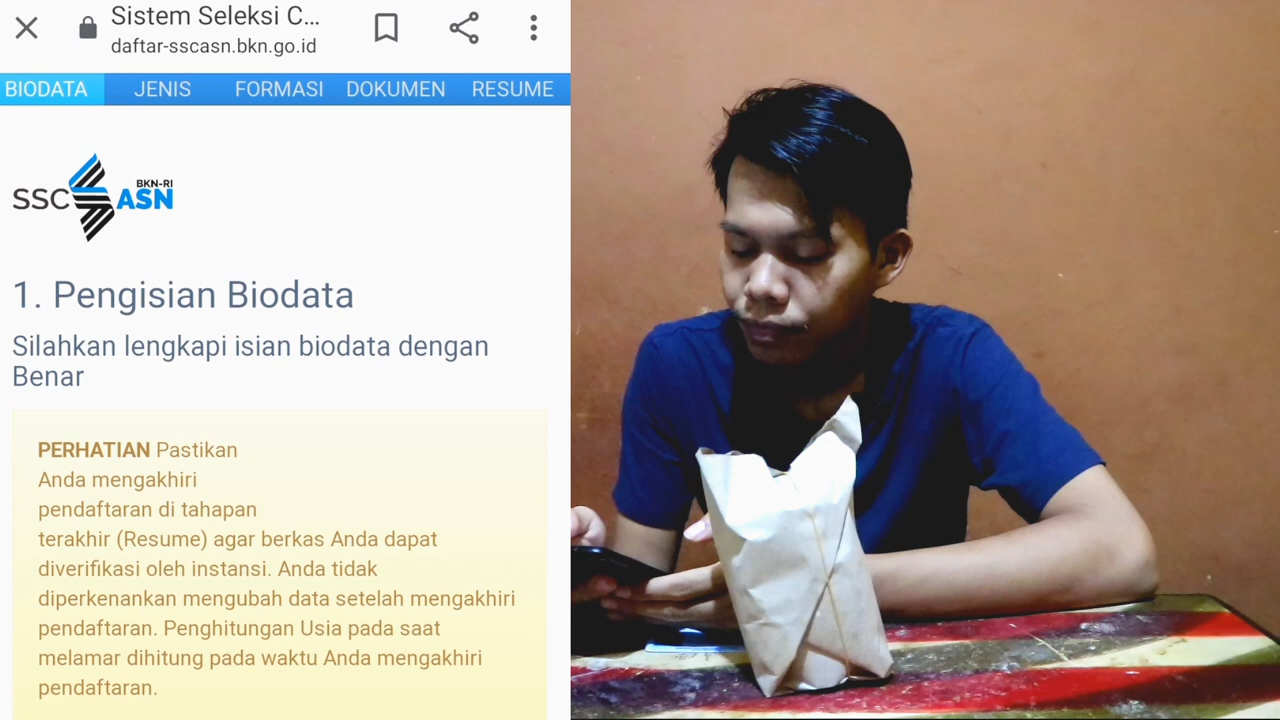 Sistem Seleksi C...
daftar-sscasn.bkn.go.id
BIODATA JENIS FORMASI DOKUMEN RESUME
BKN-RI
SSC ASN
1. Pengisian Biodata
Silahkan lengkapi isian biodata dengan
Benar
PERHATIAN Pastikan
Anda mengakhiri
pendaftaran di tahapan
terakhir (Resume) agar berkas Anda dapat
diverifikasi oleh instansi. Anda tidak
diperkenankan mengubah data setelah mengakhiri
pendaftaran. Penghitungan Usia pada saat
melamar dihitung pada waktu Anda mengakhiri
pendaftaran.